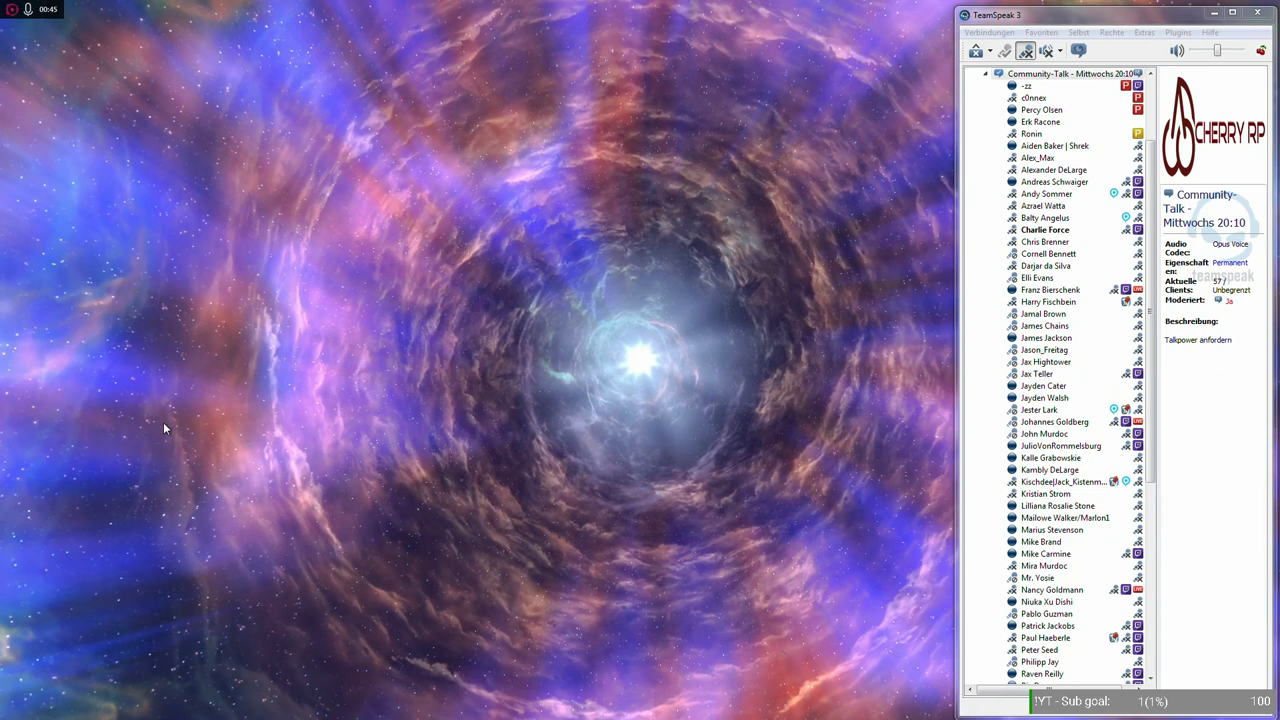 00:45
TeamSpeak 3
Verbindungen Favoriten Selbst Rechte Extras Plugins Hilfe
Community-Talk - Mittwochs 20:10
-zz
P
c0nnex
P
Percy Olsen
P
Erk Racone
Ronin
P
Aiden Baker | Shrek
Alex_Max
Alexander DeLarge
Andreas Schwaiger
Andy Sommer
Azrael Watta
Balty Angelus
Charlie Force
Chris Brenner
Cornell Bennett
Darjar da Silva
Elli Evans
Franz Bierschenk
LIVE
Harry Fischbein
Jamal Brown
James Chains
James Jackson
Jason_Freitag
Jax Hightower
Jax Teller
Jayden Cater
Jayden Walsh
Jester Lark
Johannes Goldberg
LIVE
John Murdoc
JulioVonRommelsburg
Kalle Grabowskie
Kambly DeLarge
Kischdee|Jack_Kistenm...
Kristian Strom
Lilliana Rosalie Stone
Mailowe Walker/Marlon1
Marius Stevenson
Mike Brand
Mike Carmine
Mira Murdoc
Mr. Yosie
Nancy Goldmann
LIVE
Niuka Xu Dishi
Pablo Guzman
Patrick Jackobs
Paul Haeberle
Peter Seed
Philipp Jay
Raven Reilly
CHERRY RP
Community-
Talk -
Mittwochs 20:10
Audio Opus Voice
Codec:
Eigenschaft Permanent
en:
Aktuelle 57 /
Clients: Unbegrenzt
Moderiert: Ja
teamspeak
Beschreibung:
Talkpower anfordern
!YT - Sub goal: 1(1%) 100